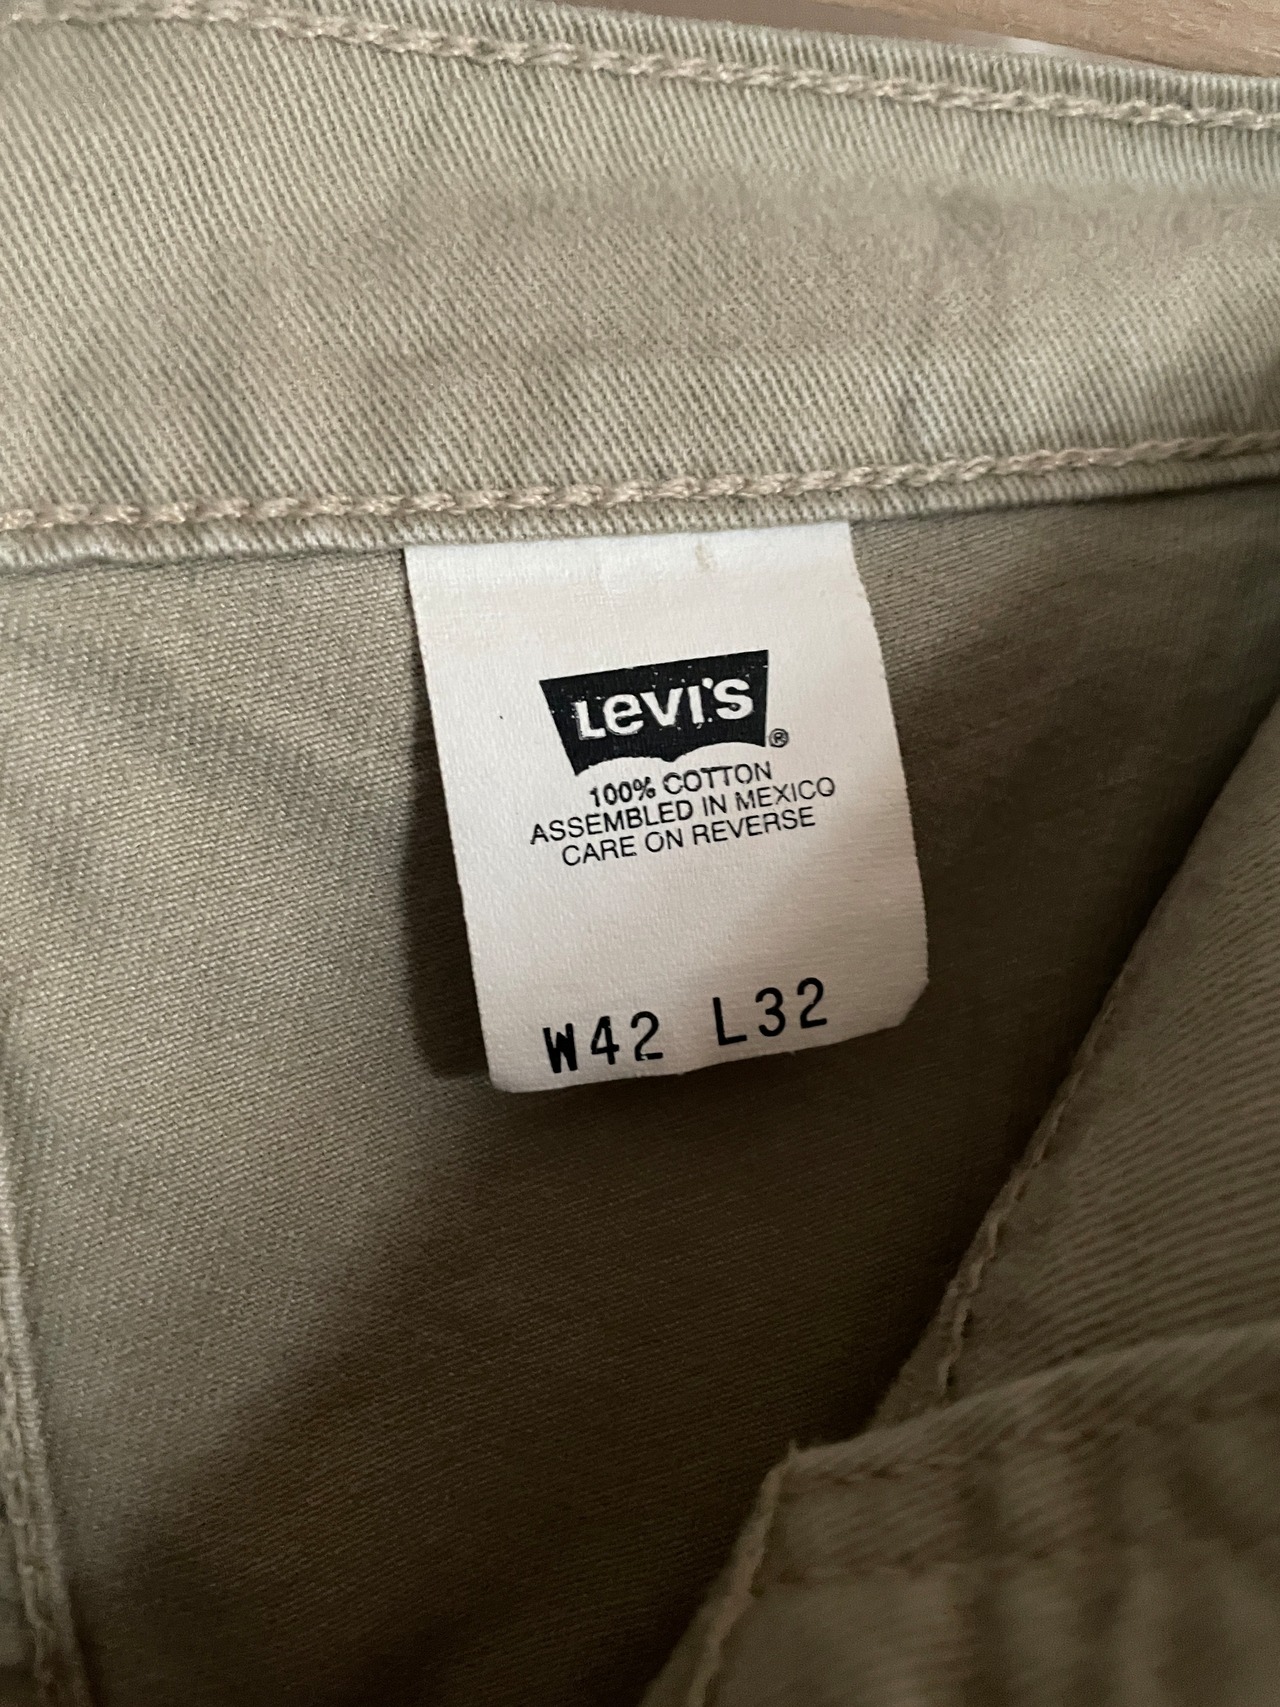 Levi's ®
100% COTTON
ASSEMBLED IN MEXICO
CARE ON REVERSE
W42 L32